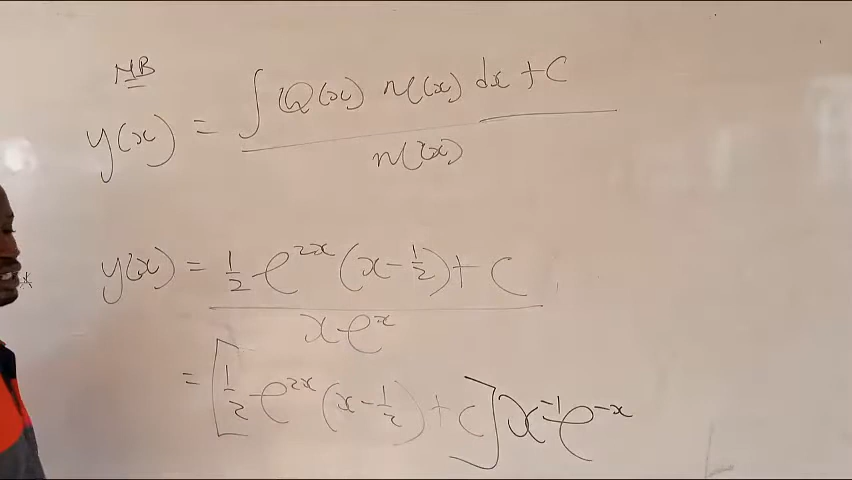 NB
y(x) = ∫ Q(x) μ(x) dx + C / μ(x)
y(x) = 1/2 e^{2x} (x - 1/2) + C / x e^x
= [1/2 e^{2x} (x - 1/2) + C] x^{-1} e^{-x}